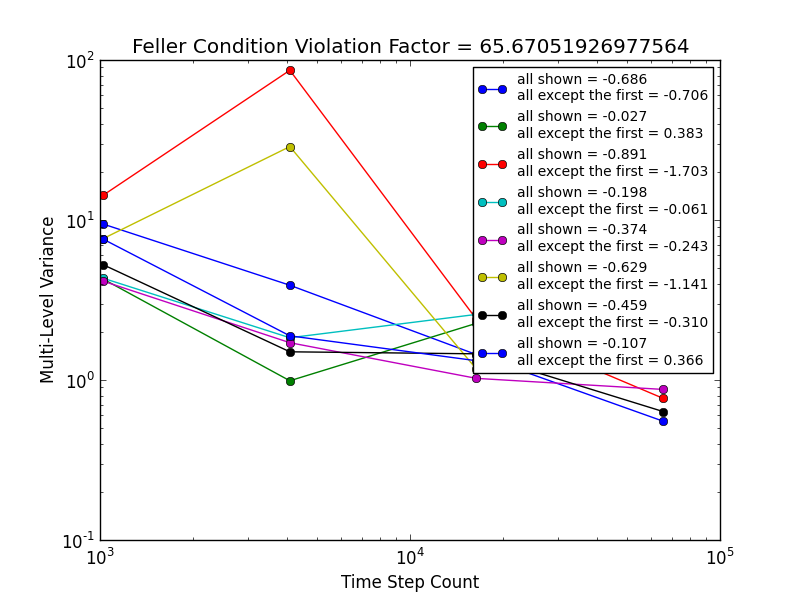 Feller Condition Violation Factor = 65.67051926977564
10^2
10^1
10^0
10^-1
Multi-Level Variance
all shown = -0.686
all except the first = -0.706
all shown = -0.027
all except the first = 0.383
all shown = -0.891
all except the first = -1.703
all shown = -0.198
all except the first = -0.061
all shown = -0.374
all except the first = -0.243
all shown = -0.629
all except the first = -1.141
all shown = -0.459
all except the first = -0.310
all shown = -0.107
all except the first = 0.366
10^3
10^4
10^5
Time Step Count